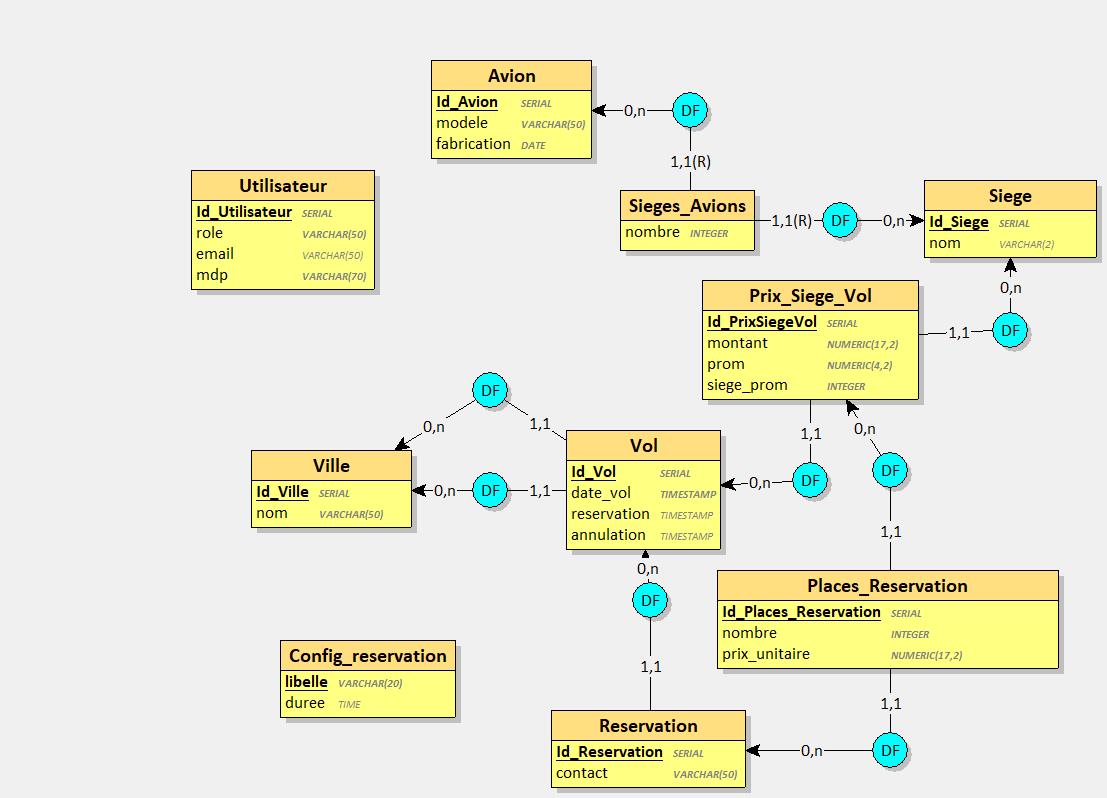 Avion
Id_Avion SERIAL
modele VARCHAR(50)
fabrication DATE
0,n
DF
1,1(R)
Utilisateur
Id_Utilisateur SERIAL
role VARCHAR(50)
email VARCHAR(50)
mdp VARCHAR(70)
Sieges_Avions
nombre INTEGER
1,1(R)
DF
0,n
Siege
Id_Siege SERIAL
nom VARCHAR(2)
0,n
DF
1,1
Prix_Siege_Vol
Id_PrixSiegeVol SERIAL
montant NUMERIC(17,2)
prom NUMERIC(4,2)
siege_prom INTEGER
DF
0,n
1,1
1,1
0,n
Ville
Id_Ville SERIAL
nom VARCHAR(50)
0,n
DF
1,1
Vol
Id_Vol SERIAL
date_vol TIMESTAMP
reservation TIMESTAMP
annulation TIMESTAMP
0,n
DF
DF
1,1
0,n
DF
1,1
Places_Reservation
Id_Places_Reservation SERIAL
nombre INTEGER
prix_unitaire NUMERIC(17,2)
Config_reservation
libelle VARCHAR(20)
duree TIME
1,1
Reservation
Id_Reservation SERIAL
contact VARCHAR(50)
0,n
DF